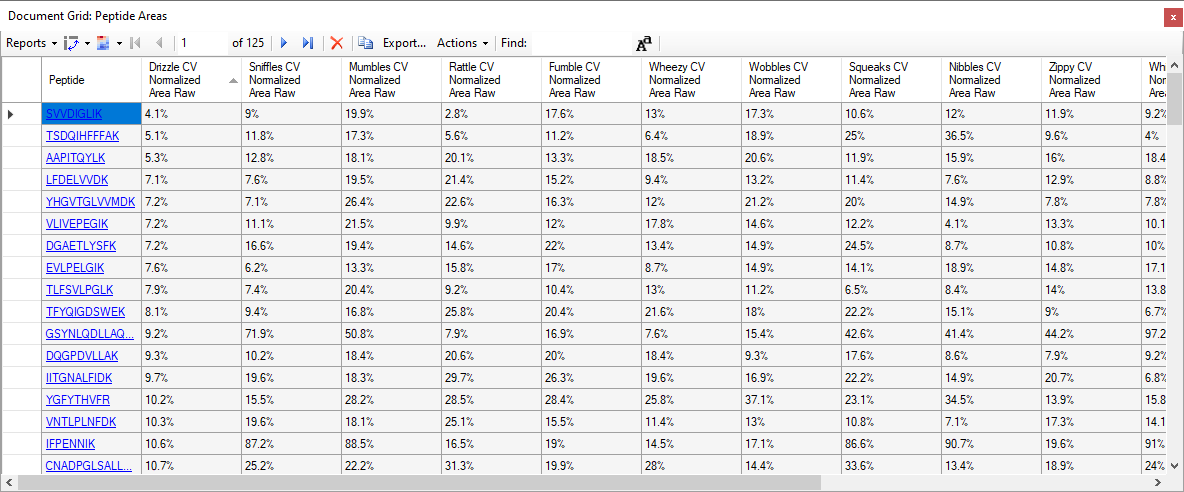 Document Grid: Peptide Areas
x
Reports 1 of 125 Export... Actions Find: Aa
Peptide Drizzle CV Normalized Area Raw Sniffles CV Normalized Area Raw Mumbles CV Normalized Area Raw Rattle CV Normalized Area Raw Fumble CV Normalized Area Raw Wheezy CV Normalized Area Raw Wobbles CV Normalized Area Raw Squeaks CV Normalized Area Raw Nibbles CV Normalized Area Raw Zippy CV Normalized Area Raw Wh Nor Area
SVVDIGLIK 4.1% 9% 19.9% 2.8% 17.6% 13% 17.3% 10.6% 12% 11.9% 9.2%
TSDQIHFFFAK 5.1% 11.8% 17.3% 5.6% 11.2% 6.4% 18.9% 25% 36.5% 9.6% 4%
AAPITQYLK 5.3% 12.8% 18.1% 20.1% 13.3% 18.5% 20.6% 11.9% 15.9% 16% 18.4
LFDELVVDK 7.1% 7.6% 19.5% 21.4% 15.2% 9.4% 13.2% 11.4% 7.6% 12.9% 8.8%
YHGVTGLVVMDK 7.2% 7.1% 26.4% 22.6% 16.3% 12% 21.2% 20% 14.9% 7.8% 7.8%
VLIVEPEGIK 7.2% 11.1% 21.5% 9.9% 12% 17.8% 14.6% 12.2% 4.1% 13.3% 10.1
DGAETLYSFK 7.2% 16.6% 19.4% 14.6% 22% 13.4% 14.9% 24.5% 8.7% 10.8% 10%
EVLPELGIK 7.6% 6.2% 13.3% 15.8% 17% 8.7% 14.9% 14.1% 18.9% 14.8% 17.1
TLFSVLPGLK 7.9% 7.4% 20.4% 9.2% 10.4% 13% 11.2% 6.5% 8.4% 14% 13.8
TFYQIGDSWEK 8.1% 9.4% 16.8% 25.8% 20.4% 21.6% 18% 22.2% 15.1% 9% 6.7%
GSYNLQDLLAQ... 9.2% 71.9% 50.8% 7.9% 16.9% 7.6% 15.4% 42.6% 41.4% 44.2% 97.2
DQGPDVLLAK 9.3% 10.2% 18.4% 20.6% 20% 18.4% 9.3% 17.6% 8.6% 7.9% 9.2%
IITGNALFIDK 9.7% 19.6% 18.3% 29.7% 26.3% 19.6% 16.9% 22.2% 14.9% 20.7% 6.8%
YGFYTHVFR 10.2% 15.5% 28.2% 28.5% 28.4% 25.8% 37.1% 23.1% 34.5% 13.9% 15.8
VNTLPLNFDK 10.3% 19.6% 18.1% 25.1% 15.5% 11.4% 13% 10.8% 7.1% 17.3% 14.1
IFPENNIK 10.6% 87.2% 88.5% 16.5% 19% 14.5% 17.1% 86.6% 90.7% 19.6% 91%
CNADPGLSALL... 10.7% 25.2% 22.2% 31.3% 19.9% 28% 14.4% 33.6% 13.4% 18.9% 24%